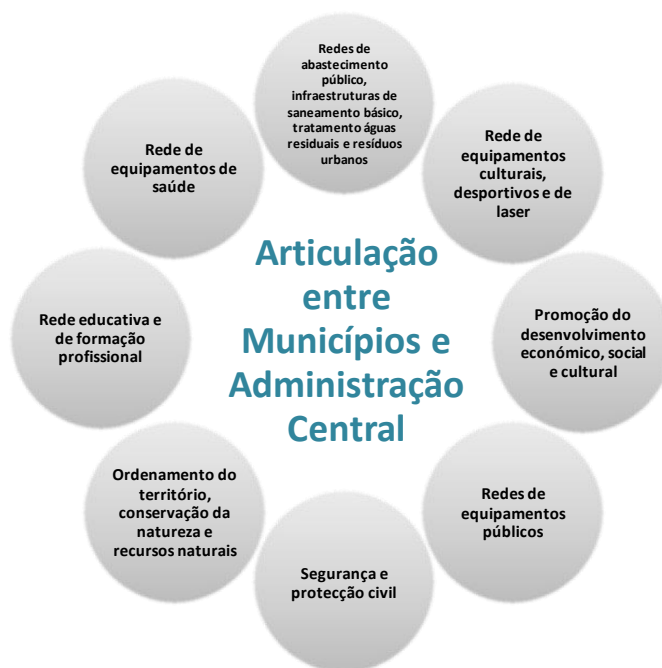 Redes de
abastecimento
público,
infraestruturas de
saneamento básico,
tratamento águas
residuais e resíduos
urbanos
Rede de
equipamentos
culturais,
desportivos e de
laser
Promoção do
desenvolvimento
económico, social
e cultural
Redes de
equipamentos
públicos
Segurança e
protecção civil
Ordenamento do
território,
conservação da
natureza e
recursos naturais
Rede educativa e
de formação
profissional
Rede de
equipamentos de
saúde
Articulação
entre
Municípios e
Administração
Central